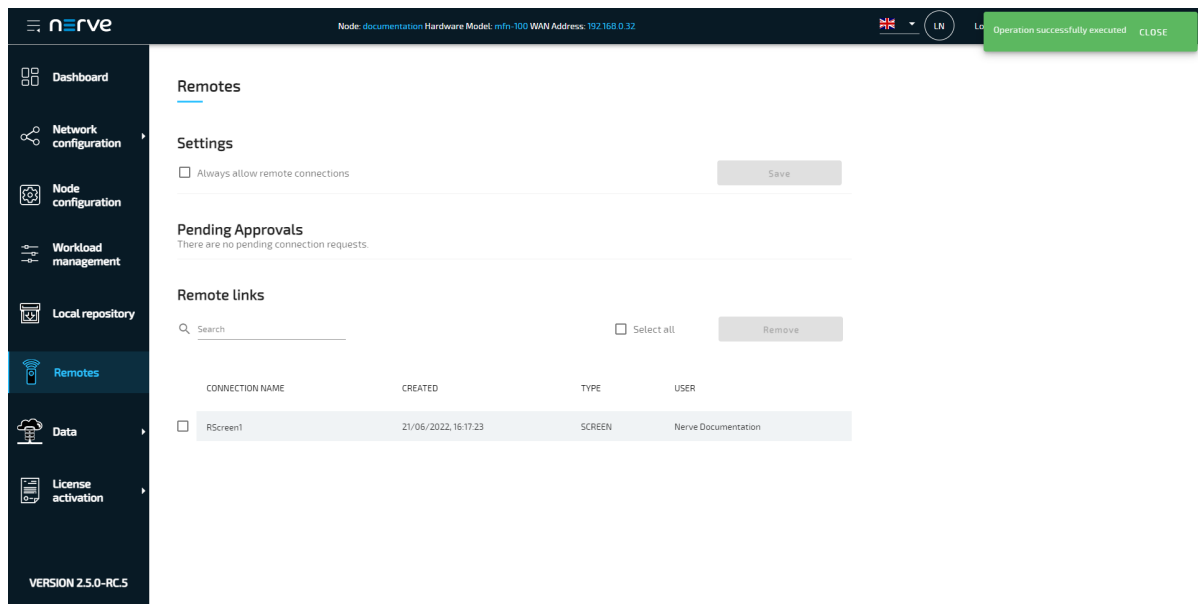 nerve
Node: documentation Hardware Model: mfn-100 WAN Address: 192.168.0.32
LN
Lo
Operation successfully executed CLOSE
Dashboard
Network
configuration
Node
configuration
Workload
management
Local repository
Remotes
Data
License
activation
VERSION 2.5.0-RC.5
Remotes
Settings
Always allow remote connections Save
Pending Approvals
There are no pending connection requests.
Remote links
Search Select all Remove
CONNECTION NAME CREATED TYPE USER
RScreen1 21/06/2022, 16:17:23 SCREEN Nerve Documentation